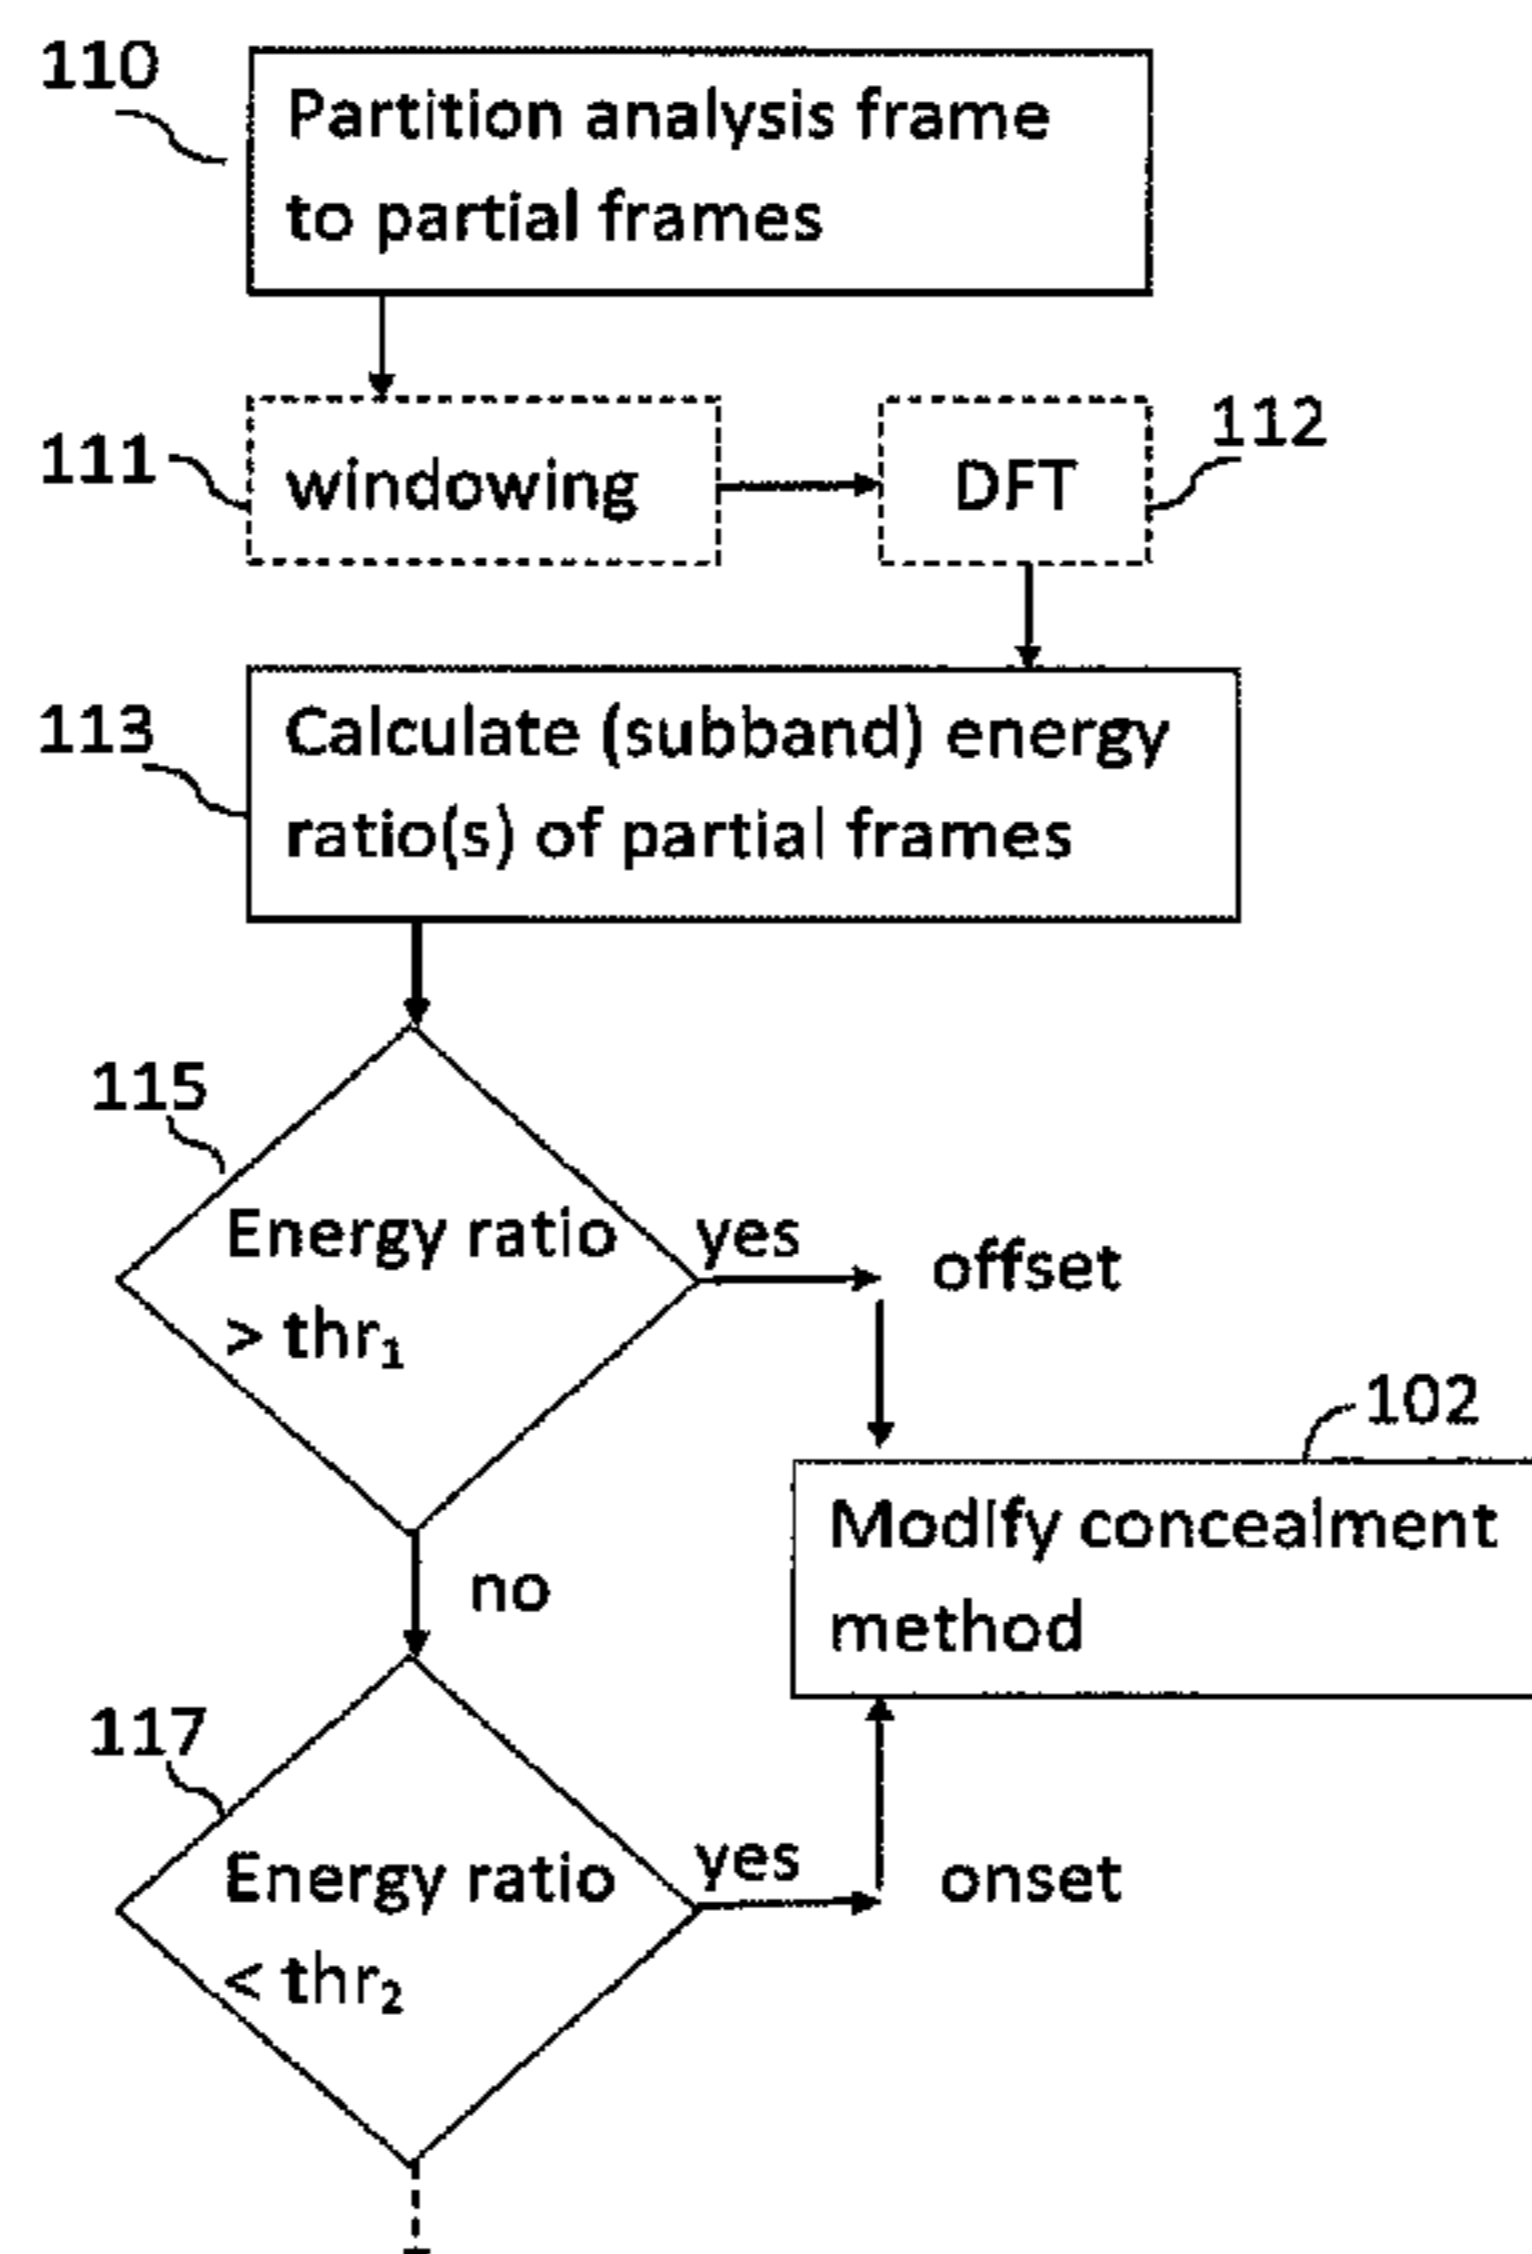 110
Partition analysis frame
to partial frames
111
windowing
DFT
112
113
Calculate (subband) energy
ratio(s) of partial frames
115
Energy ratio
> thr₁
yes
offset
102
Modify concealment
method
no
117
Energy ratio
< thr₂
yes
onset